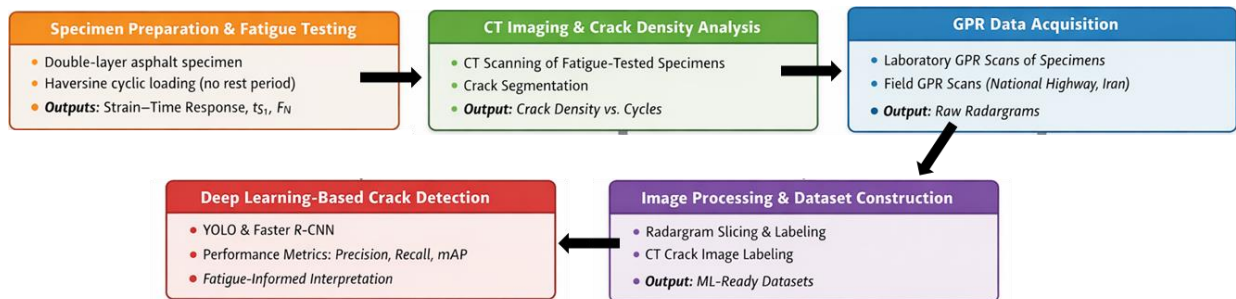 Specimen Preparation & Fatigue Testing
• Double-layer asphalt specimen
• Haversine cyclic loading (no rest period)
• Outputs: Strain–Time Response, tS₁, F_N
CT Imaging & Crack Density Analysis
• CT Scanning of Fatigue-Tested Specimens
• Crack Segmentation
• Output: Crack Density vs. Cycles
GPR Data Acquisition
• Laboratory GPR Scans of Specimens
• Field GPR Scans (National Highway, Iran)
• Output: Raw Radargrams
Image Processing & Dataset Construction
• Radargram Slicing & Labeling
• CT Crack Image Labeling
• Output: ML-Ready Datasets
Deep Learning-Based Crack Detection
• YOLO & Faster R-CNN
• Performance Metrics: Precision, Recall, mAP
• Fatigue-Informed Interpretation